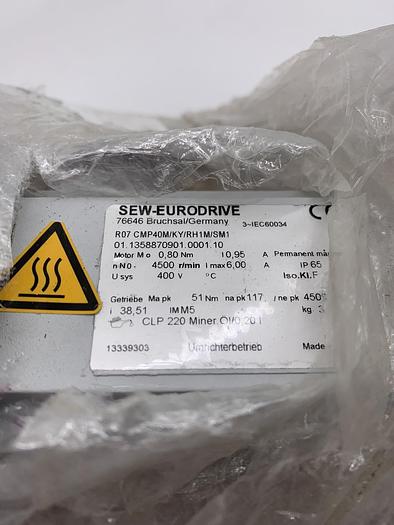 SEW-EURODRIVE
76646 Bruchsal/Germany 3~IEC60034 CE
R07 CMP40M/KY/RH1M/SM1
01.1358870901.0001.10
Motor M o 0,80 Nm I 0,95 A Permanent
n N 4500 r/min I max 6,00 A IP 65
U sys 400 V Iso.Kl.F
Getriebe Ma pk 51 Nm na pk 117 / ne pk 450
i 38,51 IM M5 kg
CLP 220 Miner.Oil/0,20 l
13339303 Umrichterbetrieb Made